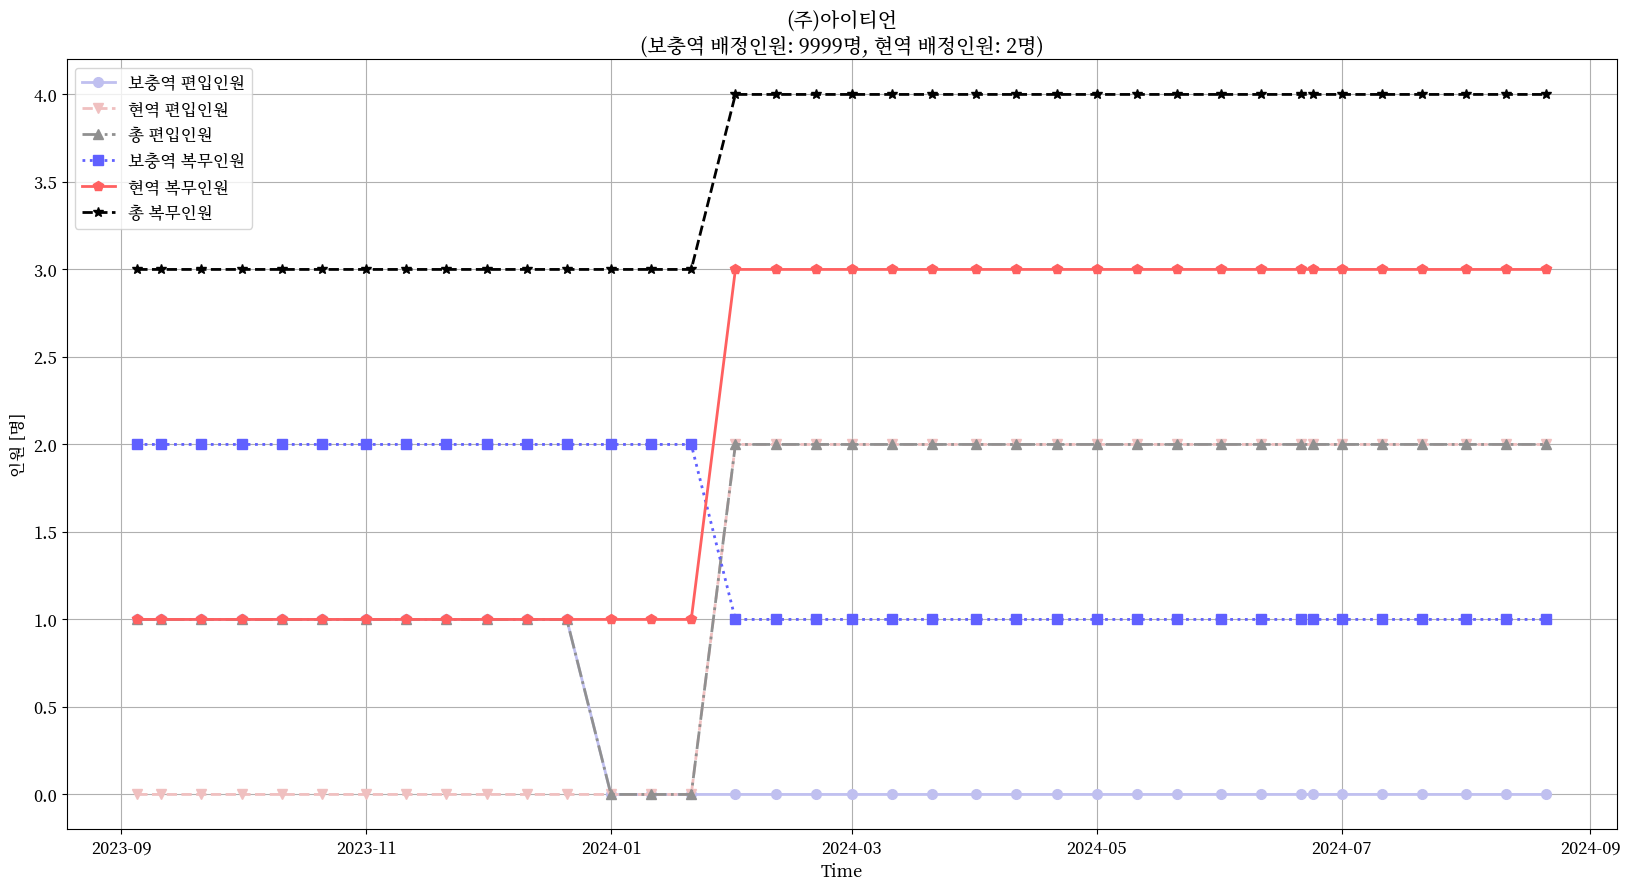 (주)아이티언
(보충역 배정인원: 9999명, 현역 배정인원: 2명)
보충역 편입인원
현역 편입인원
총 편입인원
보충역 복무인원
현역 복무인원
총 복무인원
4.0
3.5
3.0
2.5
2.0
1.5
1.0
0.5
0.0
인원 [명]
2023-09
2023-11
2024-01
2024-03
2024-05
2024-07
2024-09
Time